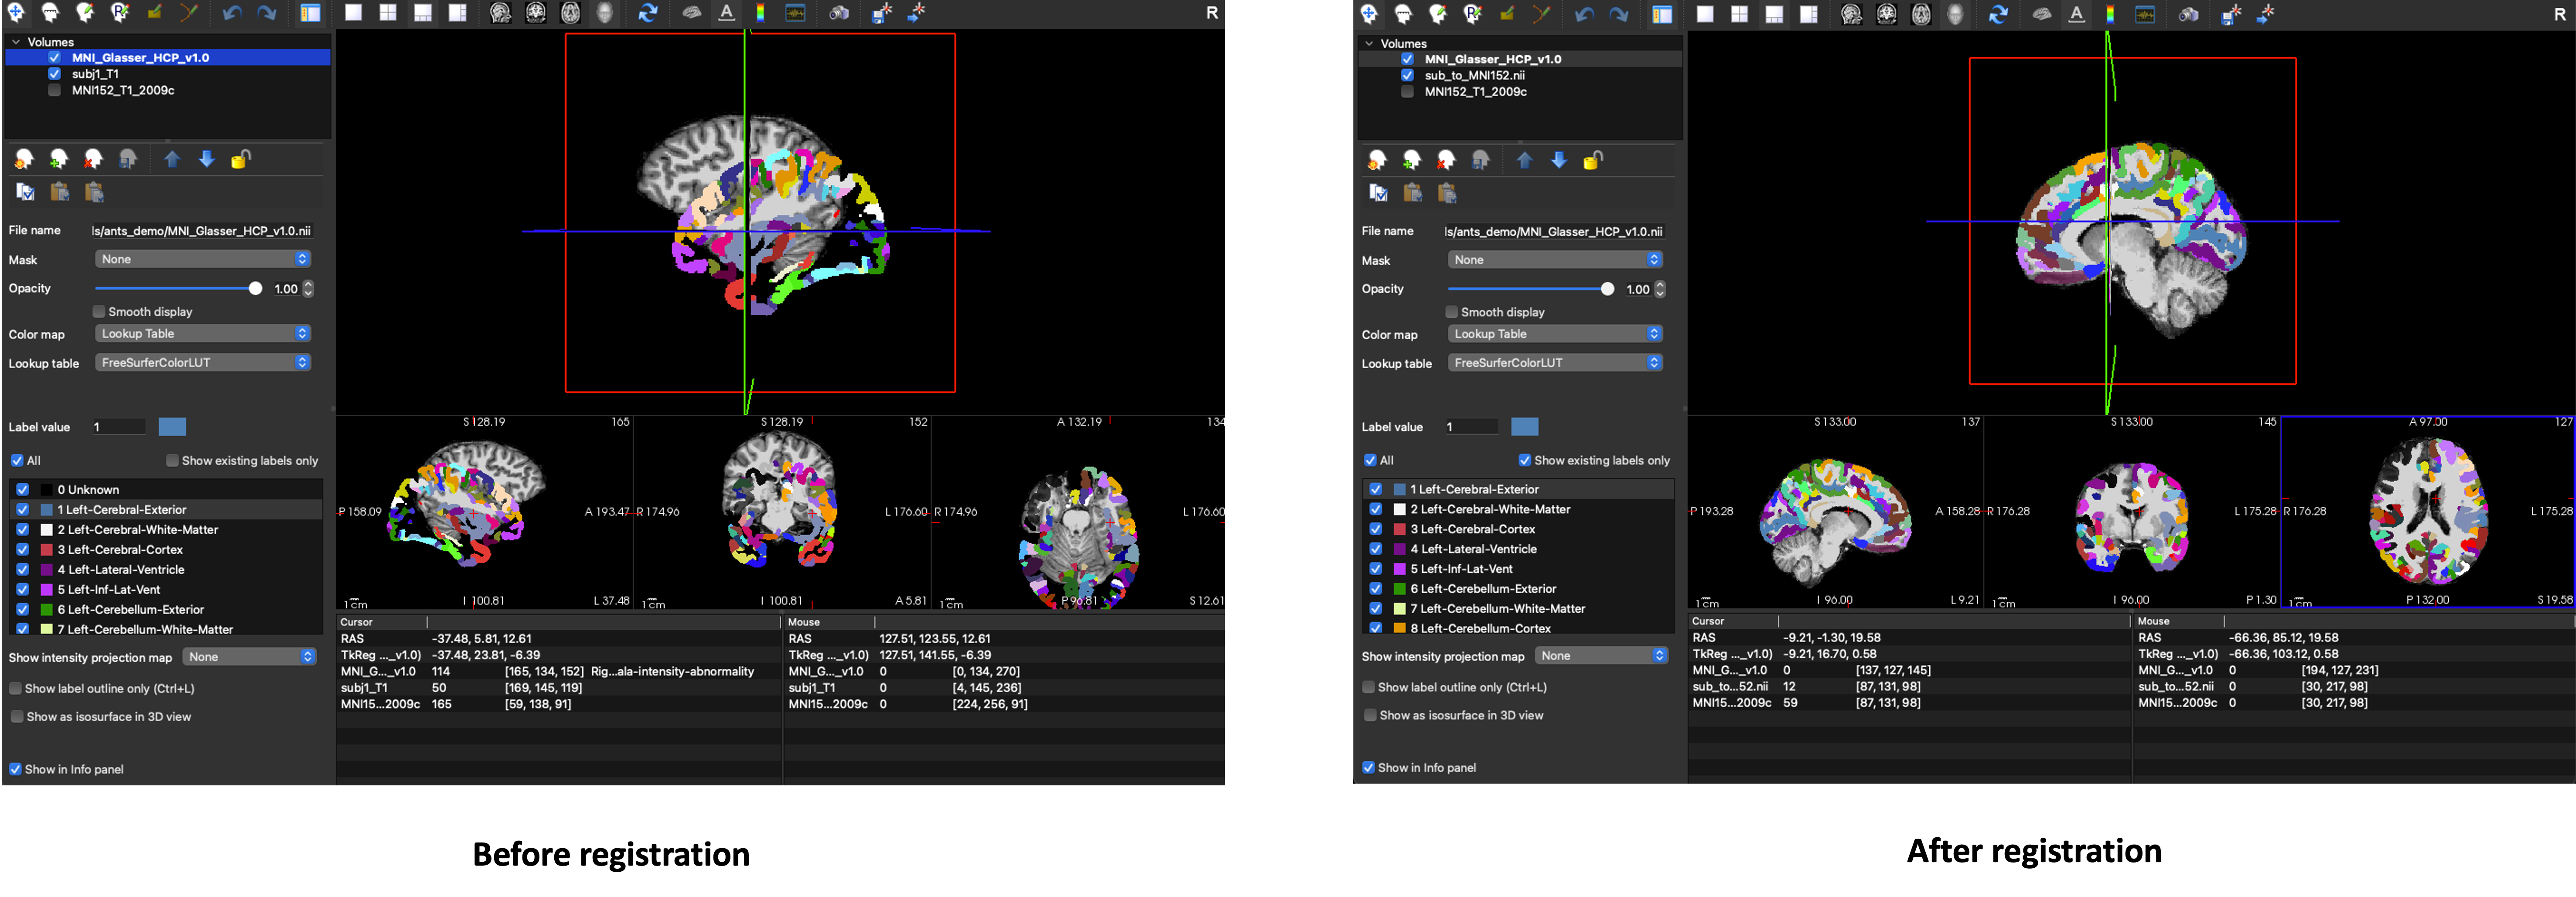 R
Volumes
MNI_Glasser_HCP_v1.0
subj1_T1
MNI152_T1_2009c
File name ls/ants_demo/MNI_Glasser_HCP_v1.0.nii
Mask None
Opacity 1.00
Smooth display
Color map Lookup Table
Lookup table FreeSurferColorLUT
Label value 1
All Show existing labels only
0 Unknown
1 Left-Cerebral-Exterior
2 Left-Cerebral-White-Matter
3 Left-Cerebral-Cortex
4 Left-Lateral-Ventricle
5 Left-Inf-Lat-Vent
6 Left-Cerebellum-Exterior
7 Left-Cerebellum-White-Matter
Show intensity projection map None
Show label outline only (Ctrl+L)
Show as isosurface in 3D view
Show in Info panel
S 128.19 165 S 128.19 152 A 132.19 134
P 158.09 A 193.47 R 174.96 L 176.60 R 174.96 L 176.60
1 cm I 100.81 L 37.48 1 cm I 100.81 A 5.81 1 cm P 96.81 S 12.61
Cursor Mouse
RAS -37.48, 5.81, 12.61 RAS 127.51, 123.55, 12.61
TkReg ..._v1.0) -37.48, 23.81, -6.39 TkReg ..._v1.0) 127.51, 141.55, -6.39
MNI_G..._v1.0 114 [165, 134, 152] Rig...ala-intensity-abnormality MNI_G..._v1.0 0 [0, 134, 270]
subj1_T1 50 [169, 145, 119] subj1_T1 0 [4, 145, 236]
MNI15...2009c 165 [59, 138, 91] MNI15...2009c 0 [224, 256, 91]
Before registration
R
Volumes
MNI_Glasser_HCP_v1.0
sub_to_MNI152.nii
MNI152_T1_2009c
File name ls/ants_demo/MNI_Glasser_HCP_v1.0.nii
Mask None
Opacity 1.00
Smooth display
Color map Lookup Table
Lookup table FreeSurferColorLUT
Label value 1
All Show existing labels only
1 Left-Cerebral-Exterior
2 Left-Cerebral-White-Matter
3 Left-Cerebral-Cortex
4 Left-Lateral-Ventricle
5 Left-Inf-Lat-Vent
6 Left-Cerebellum-Exterior
7 Left-Cerebellum-White-Matter
8 Left-Cerebellum-Cortex
Show intensity projection map None
Show label outline only (Ctrl+L)
Show as isosurface in 3D view
Show in Info panel
S 133.00 137 S 133.00 145 A 97.00 127
P 193.28 A 158.28 R 176.28 L 175.28 R 176.28 L 175.28
1 cm I 96.00 L 9.21 1 cm I 96.00 P 1.30 1 cm P 132.00 S 19.58
Cursor Mouse
RAS -9.21, -1.30, 19.58 RAS -66.36, 85.12, 19.58
TkReg ..._v1.0) -9.21, 16.70, 0.58 TkReg ..._v1.0) -66.36, 103.12, 0.58
MNI_G..._v1.0 0 [137, 127, 145] MNI_G..._v1.0 0 [194, 127, 231]
sub_to...52.nii 12 [87, 131, 98] sub_to...52.nii 0 [30, 217, 98]
MNI15...2009c 59 [87, 131, 98] MNI15...2009c 0 [30, 217, 98]
After registration